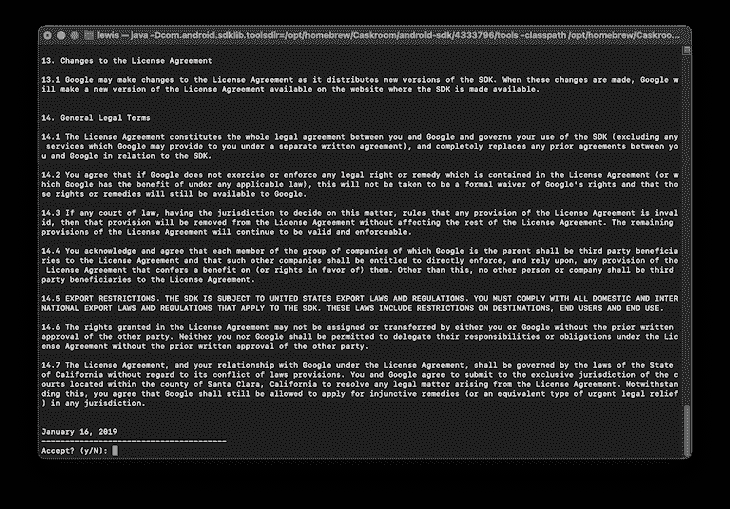 lewis — java -Dcom.android.sdklib.toolsdir=/opt/homebrew/Caskroom/android-sdk/4333796/tools -classpath /opt/homebrew/Caskroo...
13. Changes to the License Agreement
13.1 Google may make changes to the License Agreement as it distributes new versions of the SDK. When these changes are made, Google w
ill make a new version of the License Agreement available on the website where the SDK is made available.
14. General Legal Terms
14.1 The License Agreement constitutes the whole legal agreement between you and Google and governs your use of the SDK (excluding any
services which Google may provide to you under a separate written agreement), and completely replaces any prior agreements between yo
u and Google in relation to the SDK.
14.2 You agree that if Google does not exercise or enforce any legal right or remedy which is contained in the License Agreement (or w
hich Google has the benefit of under any applicable law), this will not be taken to be a formal waiver of Google's rights and that tho
se rights or remedies will still be available to Google.
14.3 If any court of law, having the jurisdiction to decide on this matter, rules that any provision of the License Agreement is inval
id, then that provision will be removed from the License Agreement without affecting the rest of the License Agreement. The remaining
provisions of the License Agreement will continue to be valid and enforceable.
14.4 You acknowledge and agree that each member of the group of companies of which Google is the parent shall be third party beneficia
ries to the License Agreement and that such other companies shall be entitled to directly enforce, and rely upon, any provision of the
License Agreement that confers a benefit on (or rights in favor of) them. Other than this, no other person or company shall be third
party beneficiaries to the License Agreement.
14.5 EXPORT RESTRICTIONS. THE SDK IS SUBJECT TO UNITED STATES EXPORT LAWS AND REGULATIONS. YOU MUST COMPLY WITH ALL DOMESTIC AND INTER
NATIONAL EXPORT LAWS AND REGULATIONS THAT APPLY TO THE SDK. THESE LAWS INCLUDE RESTRICTIONS ON DESTINATIONS, END USERS AND END USE.
14.6 The rights granted in the License Agreement may not be assigned or transferred by either you or Google without the prior written
approval of the other party. Neither you nor Google shall be permitted to delegate their responsibilities or obligations under the Lic
ense Agreement without the prior written approval of the other party.
14.7 The License Agreement, and your relationship with Google under the License Agreement, shall be governed by the laws of the State
of California without regard to its conflict of laws provisions. You and Google agree to submit to the exclusive jurisdiction of the c
ourts located within the county of Santa Clara, California to resolve any legal matter arising from the License Agreement. Notwithstan
ding this, you agree that Google shall still be allowed to apply for injunctive remedies (or an equivalent type of urgent legal relief
) in any jurisdiction.
January 16, 2019
---------------------------------------
Accept? (y/N):